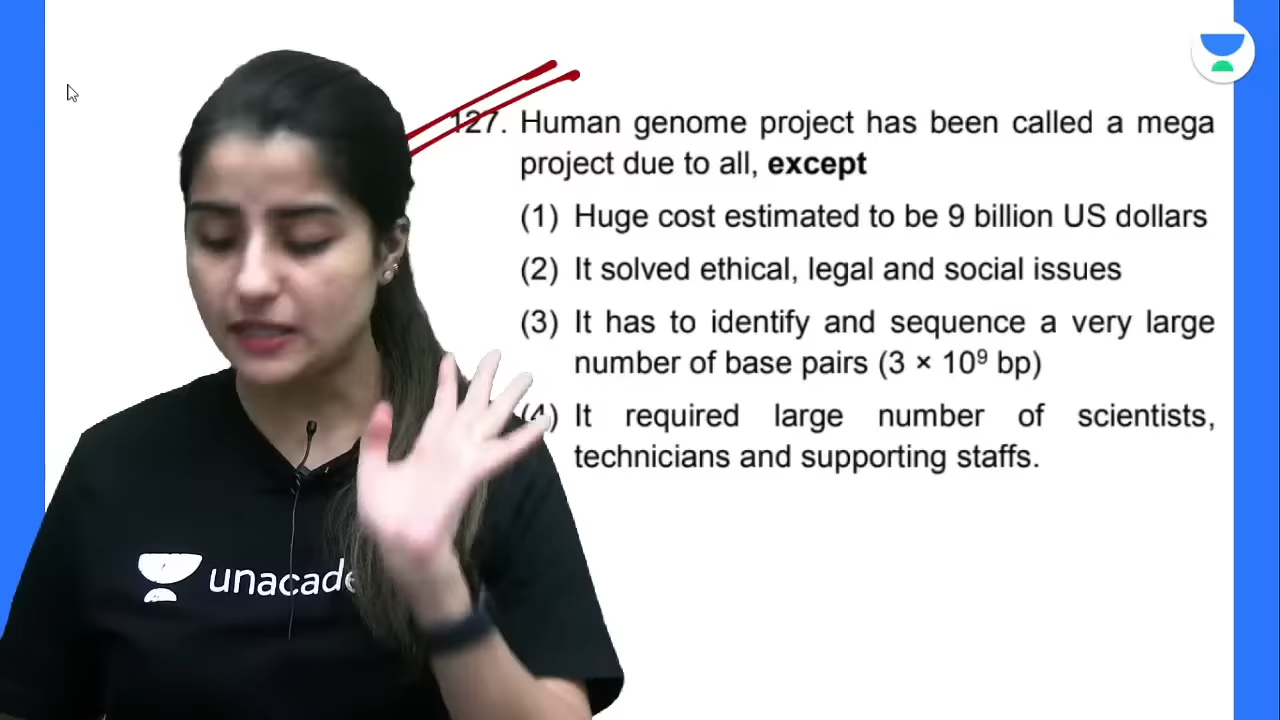 127. Human genome project has been called a mega
project due to all, except
(1) Huge cost estimated to be 9 billion US dollars
(2) It solved ethical, legal and social issues
(3) It has to identify and sequence a very large
number of base pairs (3 × 10⁹ bp)
(4) It required large number of scientists,
technicians and supporting staffs.
unacade